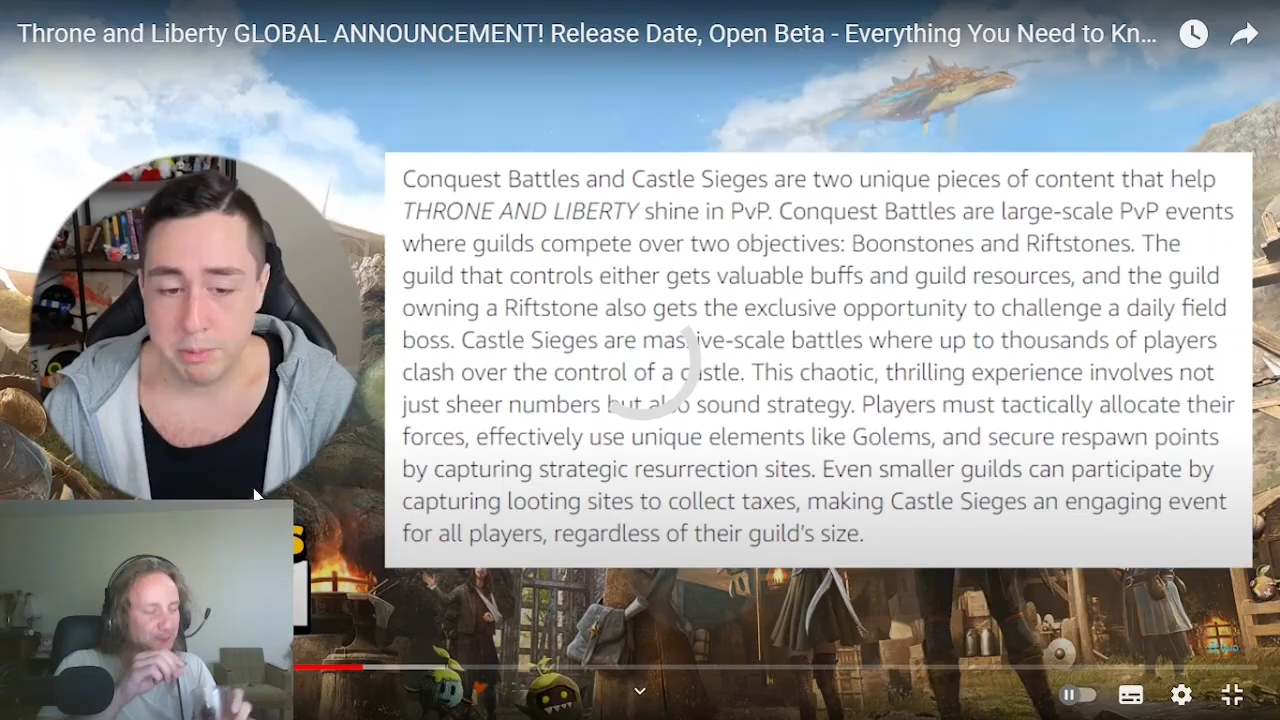 Throne and Liberty GLOBAL ANNOUNCEMENT! Release Date, Open Beta - Everything You Need to Kn...
Conquest Battles and Castle Sieges are two unique pieces of content that help
THRONE AND LIBERTY shine in PvP. Conquest Battles are large-scale PvP events
where guilds compete over two objectives: Boonstones and Riftstones. The
guild that controls either gets valuable buffs and guild resources, and the guild
owning a Riftstone also gets the exclusive opportunity to challenge a daily field
boss. Castle Sieges are massive-scale battles where up to thousands of players
clash over the control of a castle. This chaotic, thrilling experience involves not
just sheer numbers but also sound strategy. Players must tactically allocate their
forces, effectively use unique elements like Golems, and secure respawn points
by capturing strategic resurrection sites. Even smaller guilds can participate by
capturing looting sites to collect taxes, making Castle Sieges an engaging event
for all players, regardless of their guild's size.